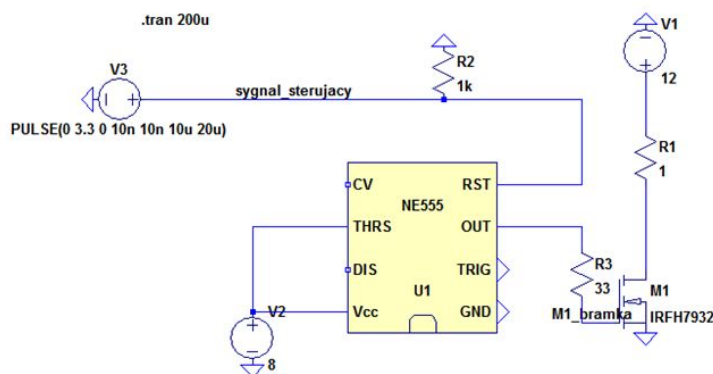 .tran 200u
V1
V3
R2
1k
12
sygnal_sterujacy
PULSE(0 3.3 0 10n 10n 10u 20u)
R1
1
CV
RST
NE555
THRS
OUT
DIS
TRIG
R3
33
M1
U1
V2
Vcc
GND
M1_bramka
IRFH7932
8